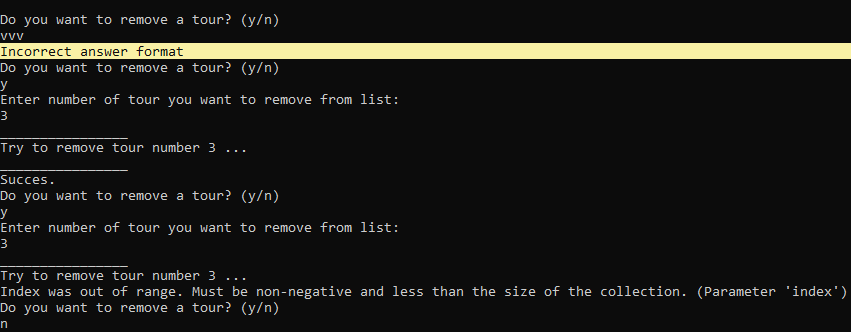 Do you want to remove a tour? (y/n)
vvv
Incorrect answer format
Do you want to remove a tour? (y/n)
y
Enter number of tour you want to remove from list:
3
________________
Try to remove tour number 3 ...
________________
Succes.
Do you want to remove a tour? (y/n)
y
Enter number of tour you want to remove from list:
3
________________
Try to remove tour number 3 ...
Index was out of range. Must be non-negative and less than the size of the collection. (Parameter 'index')
Do you want to remove a tour? (y/n)
n